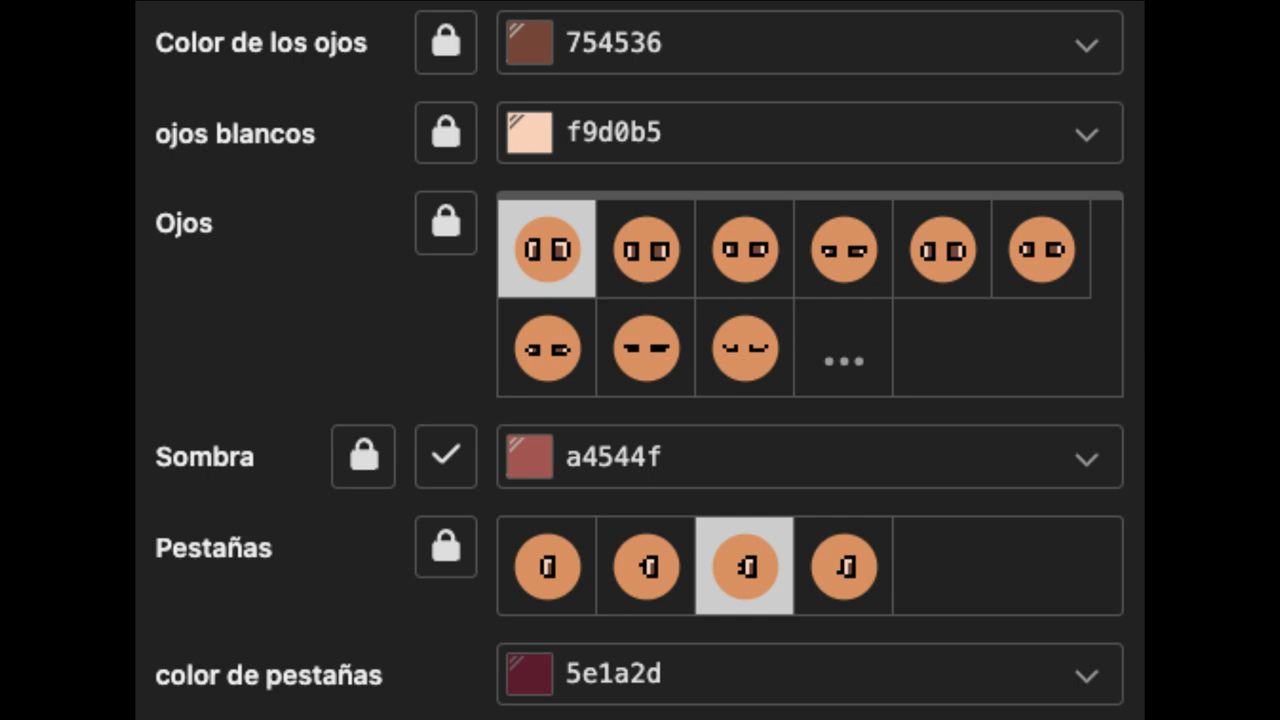 Color de los ojos 754536
ojos blancos f9d0b5
Ojos
...
Sombra a4544f
Pestañas
color de pestañas 5e1a2d